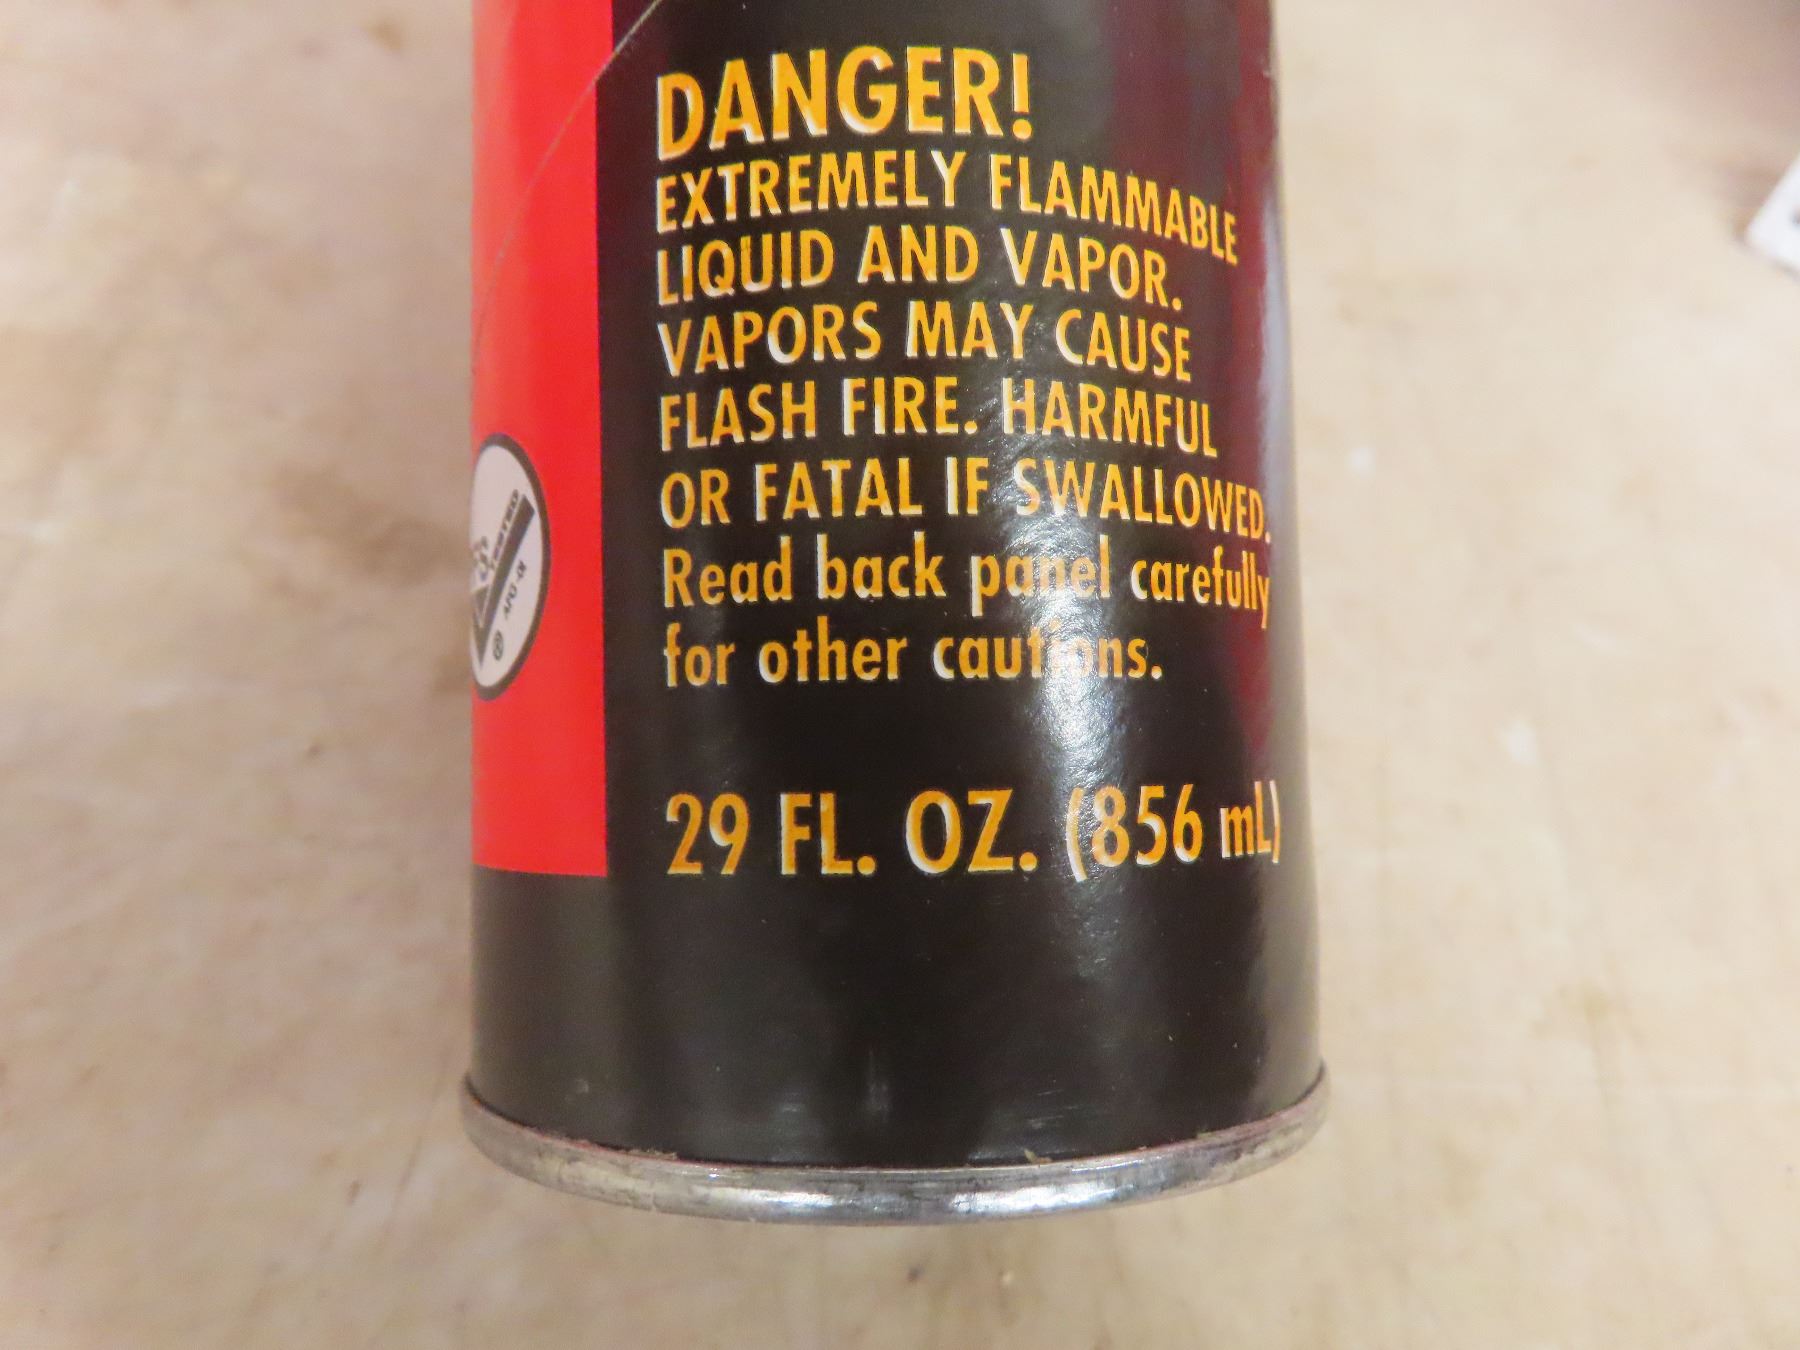 DANGER!
EXTREMELY FLAMMABLE
LIQUID AND VAPOR.
VAPORS MAY CAUSE
FLASH FIRE. HARMFUL
OR FATAL IF SWALLOWED.
Read back panel carefully
for other cautions.
29 FL. OZ. (856 mL)